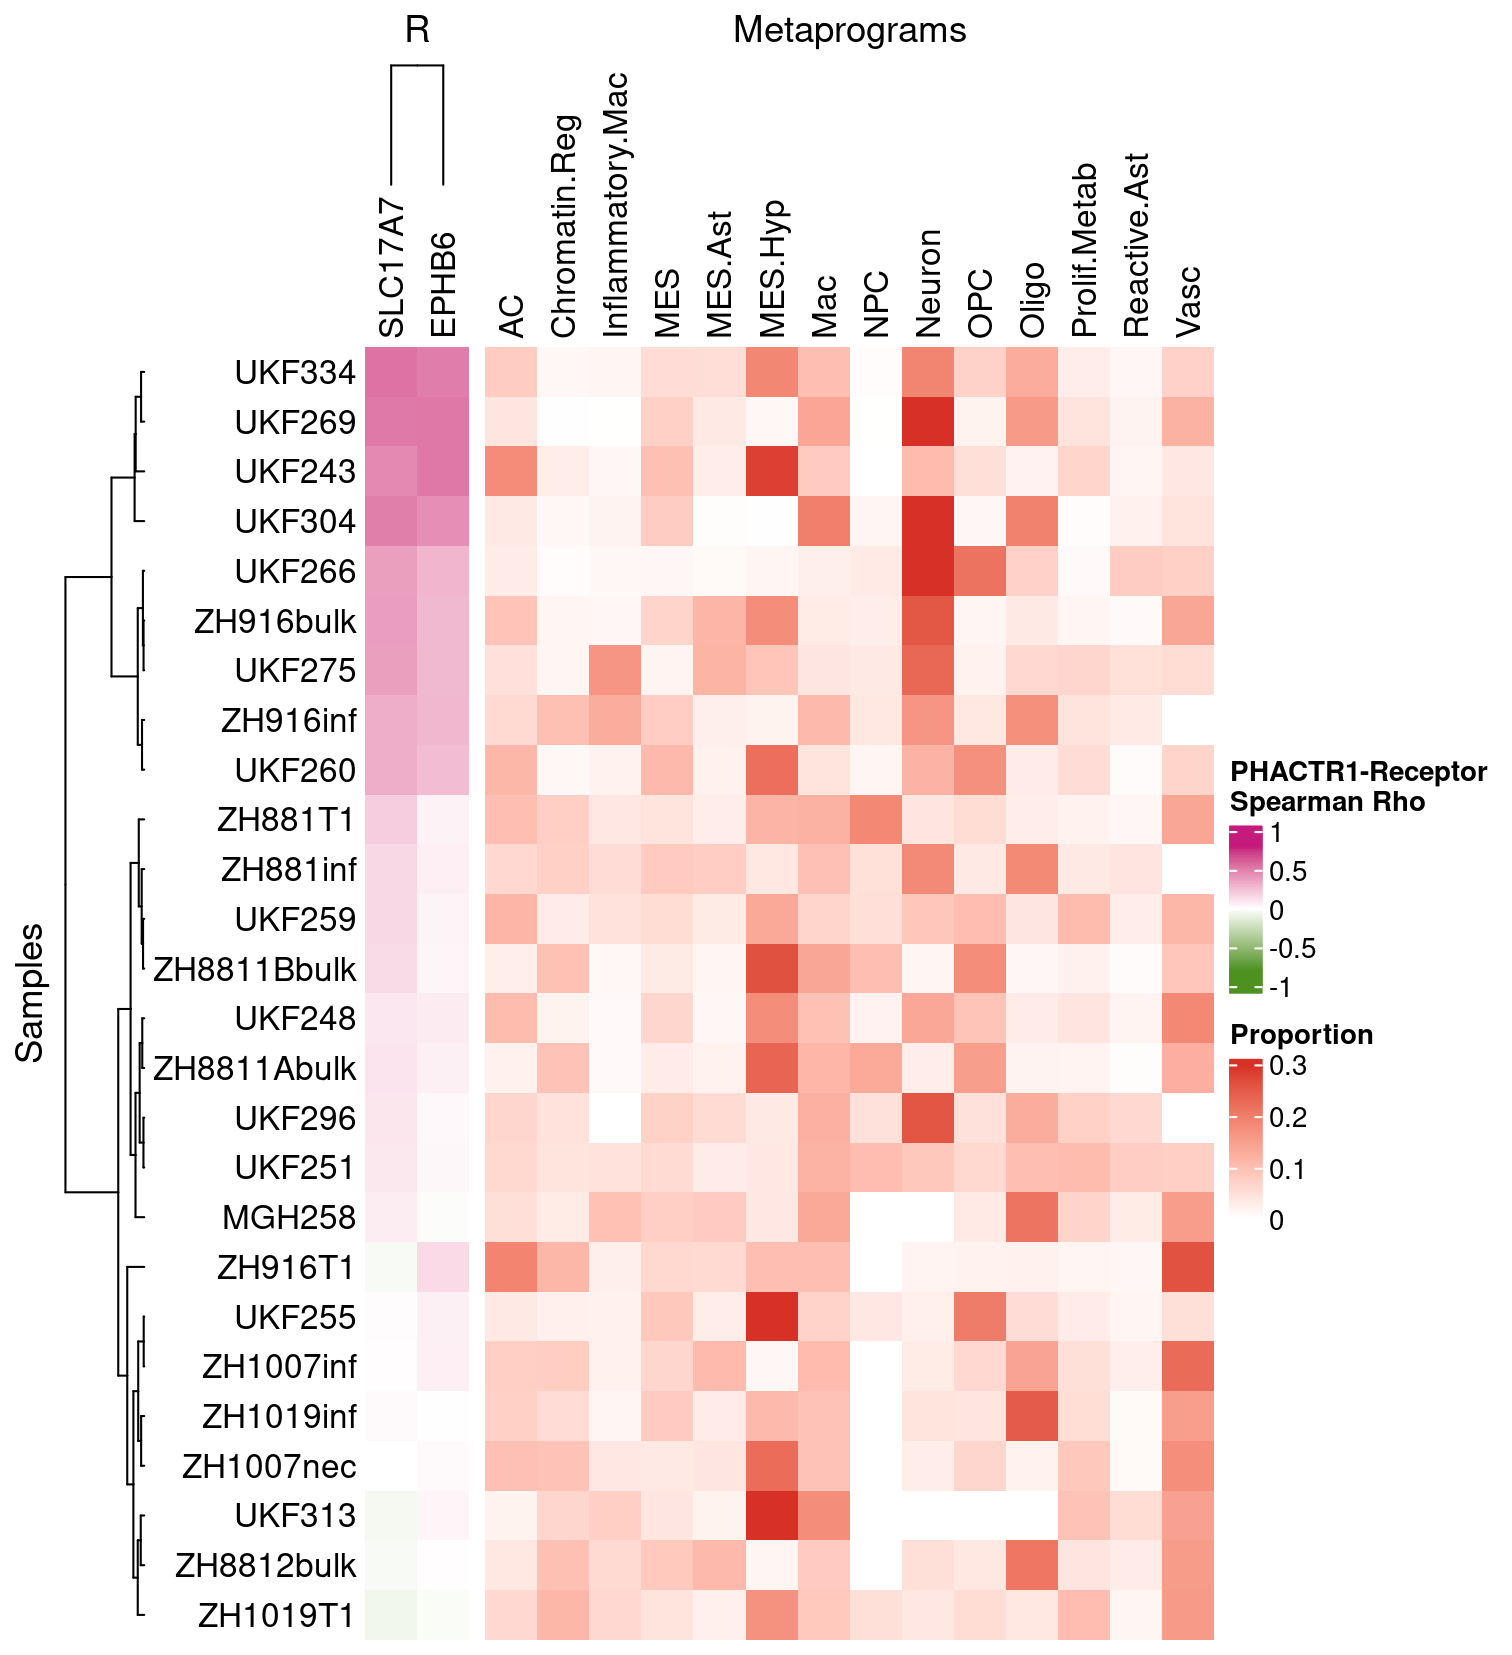 R
Metaprograms
SLC17A7
EPHB6
AC
Chromatin.Reg
Inflammatory.Mac
MES
MES.Ast
MES.Hyp
Mac
NPC
Neuron
OPC
Oligo
Prolif.Metab
Reactive.Ast
Vasc
Samples
UKF334
UKF269
UKF243
UKF304
UKF266
ZH916bulk
UKF275
ZH916inf
UKF260
ZH881T1
ZH881inf
UKF259
ZH8811Bbulk
UKF248
ZH8811Abulk
UKF296
UKF251
MGH258
ZH916T1
UKF255
ZH1007inf
ZH1019inf
ZH1007nec
UKF313
ZH8812bulk
ZH1019T1
PHACTR1-Receptor
Spearman Rho
1
0.5
0
-0.5
-1
Proportion
0.3
0.2
0.1
0